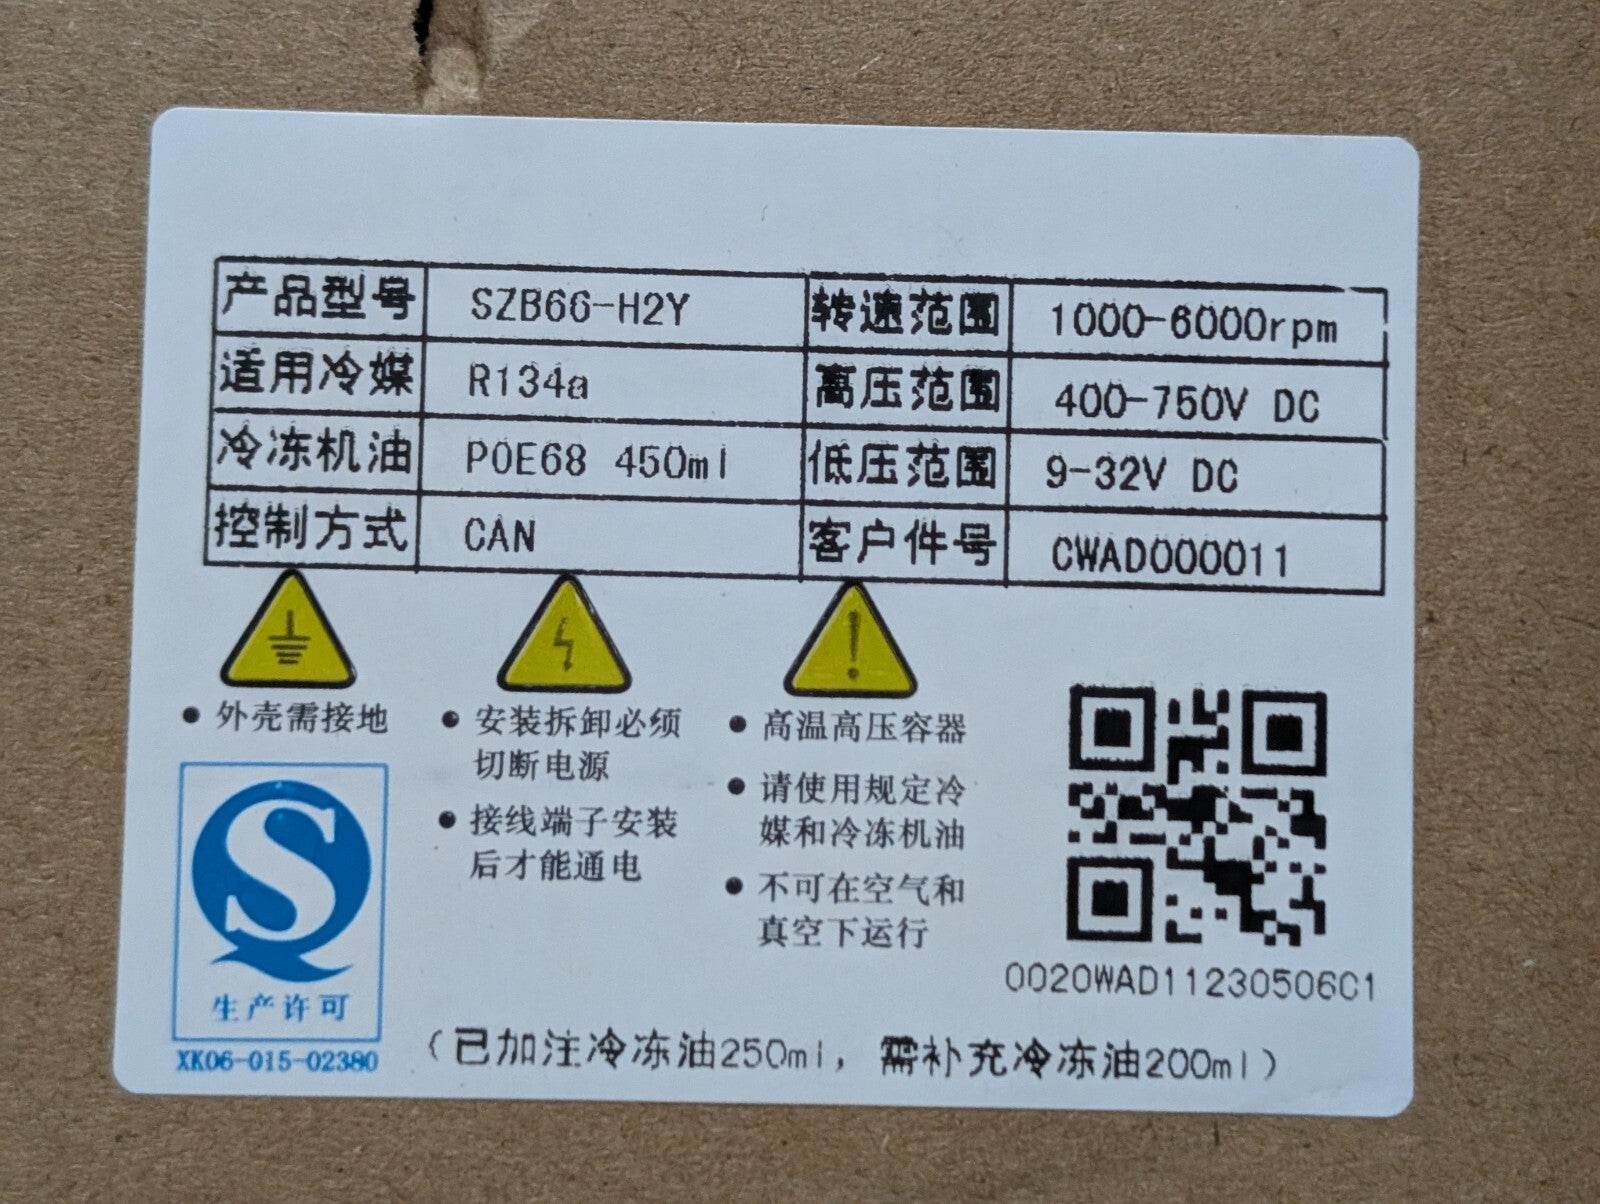 产品型号 SZB66-H2Y 转速范围 1000-6000rpm
适用冷媒 R134a 高压范围 400-750V DC
冷冻机油 POE68 450ml 低压范围 9-32V DC
控制方式 CAN 客户件号 CWAD000011
● 外壳需接地
● 安装拆卸必须
切断电源
● 接线端子安装
后才能通电
● 高温高压容器
● 请使用规定冷
媒和冷冻机油
● 不可在空气和
真空下运行
生产许可
XK06-015-02380
0020WAD11230506C1
(已加注冷冻油250ml，需补充冷冻油200ml)